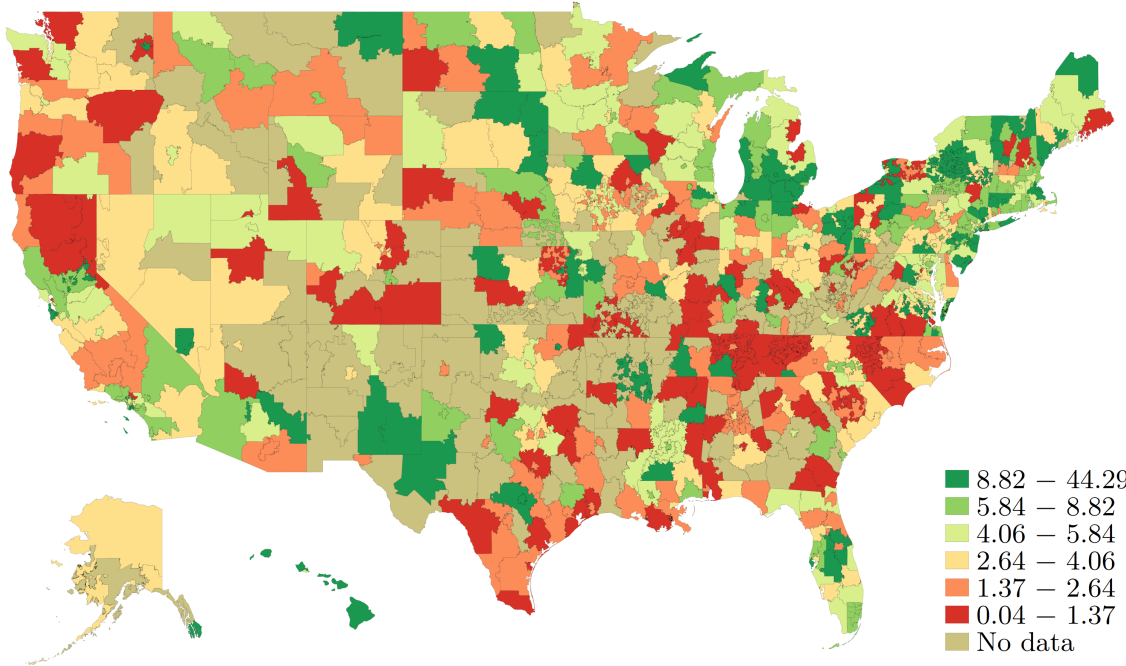 8.82 − 44.29
5.84 − 8.82
4.06 − 5.84
2.64 − 4.06
1.37 − 2.64
0.04 − 1.37
No data